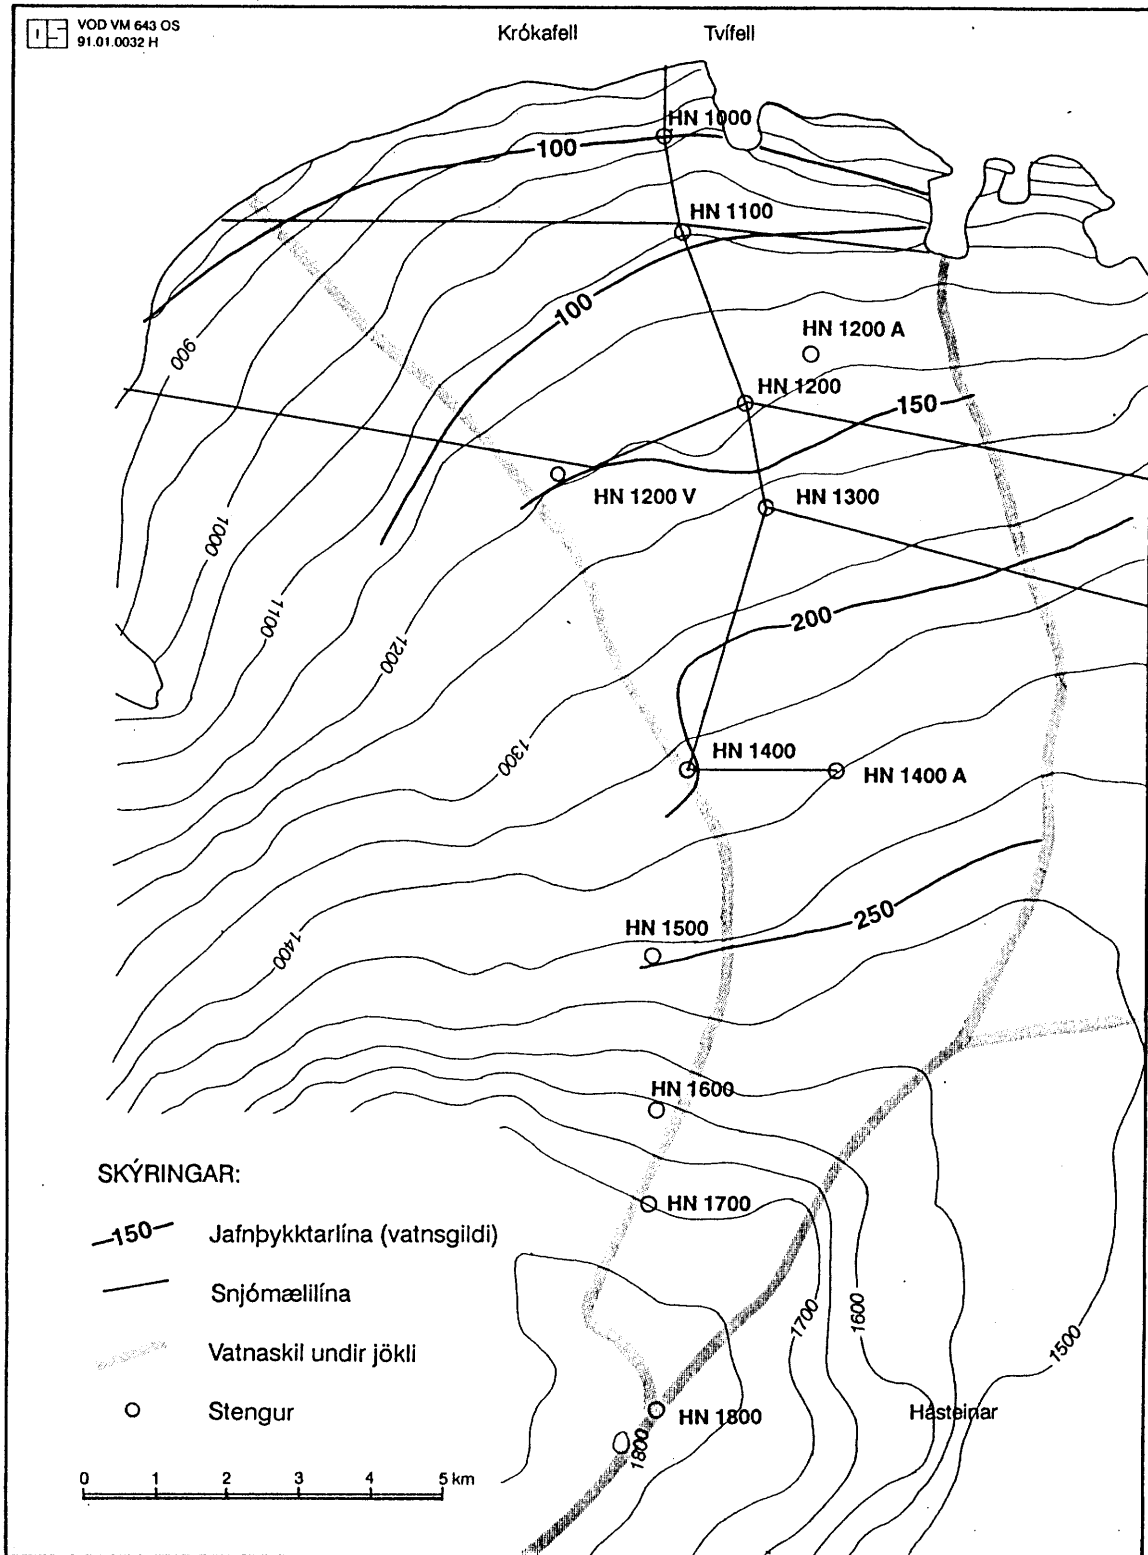 OS
VOD VM 643 OS
91.01.0032 H
Krókafell
Tvífell
HN 1000
100
HN 1100
100
HN 1200 A
HN 1200
150
900
HN 1200 V
HN 1300
1000
1100
200
1200
1300
HN 1400
HN 1400 A
250
HN 1500
1400
HN 1600
HN 1700
1700
1600
1500
HN 1800
1800
Hásteinar
SKÝRINGAR:
150 Jafnþykktarlína (vatnsgildi)
Snjómælilína
Vatnaskil undir jökli
Stengur
0 1 2 3 4 5 km